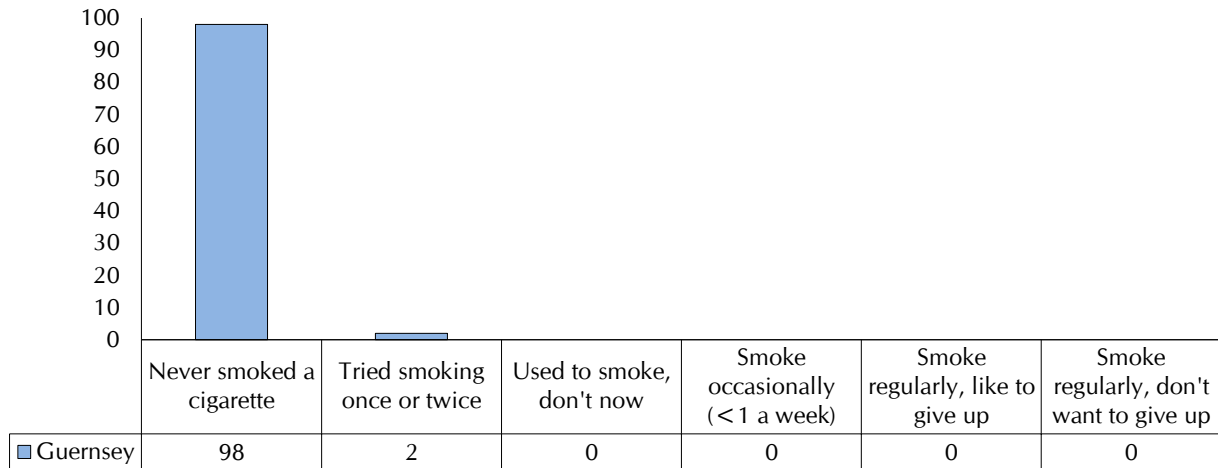 100
90
80
70
60
50
40
30
20
10
0
Never smoked a
cigarette
Tried smoking
once or twice
Used to smoke,
don't now
Smoke
occasionally
(<1 a week)
Smoke
regularly, like to
give up
Smoke
regularly, don't
want to give up
Guernsey 98 2 0 0 0 0